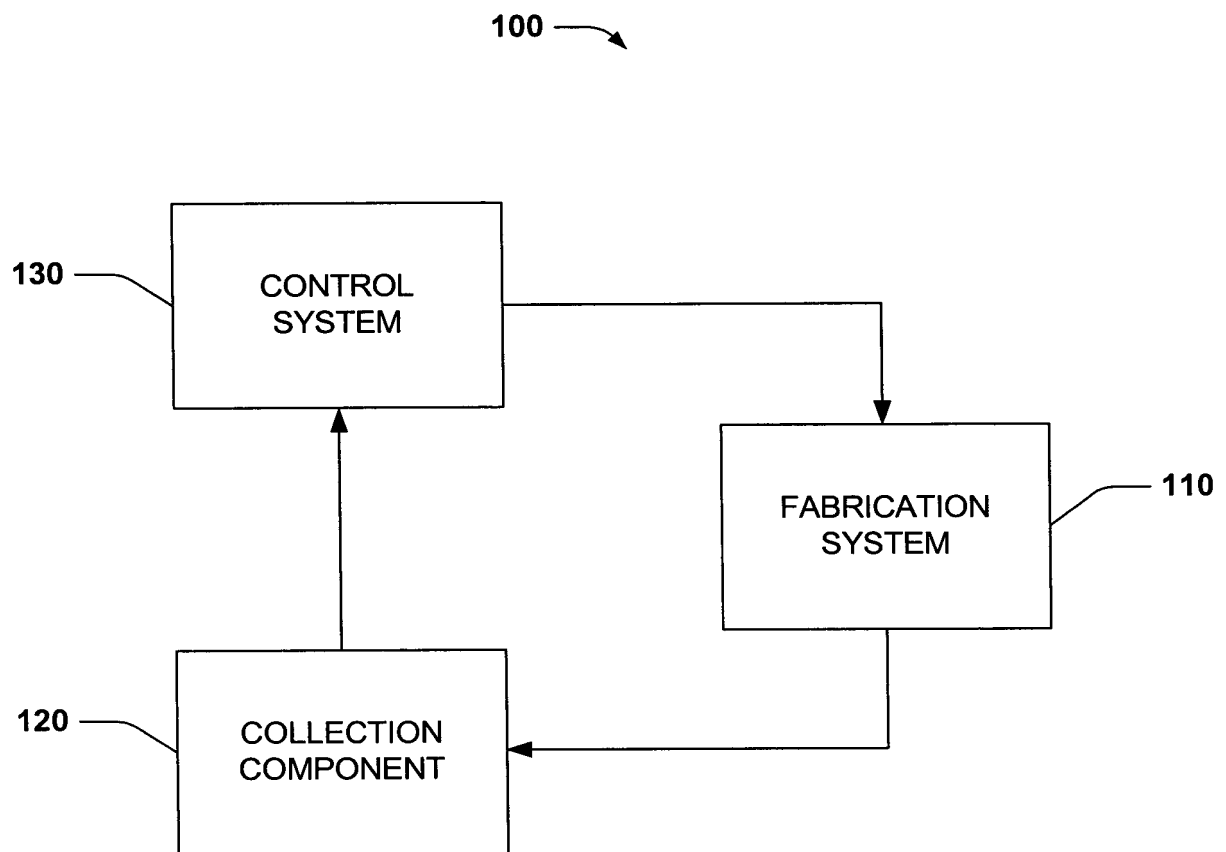 100
130
CONTROL
SYSTEM
FABRICATION
SYSTEM
110
120
COLLECTION
COMPONENT